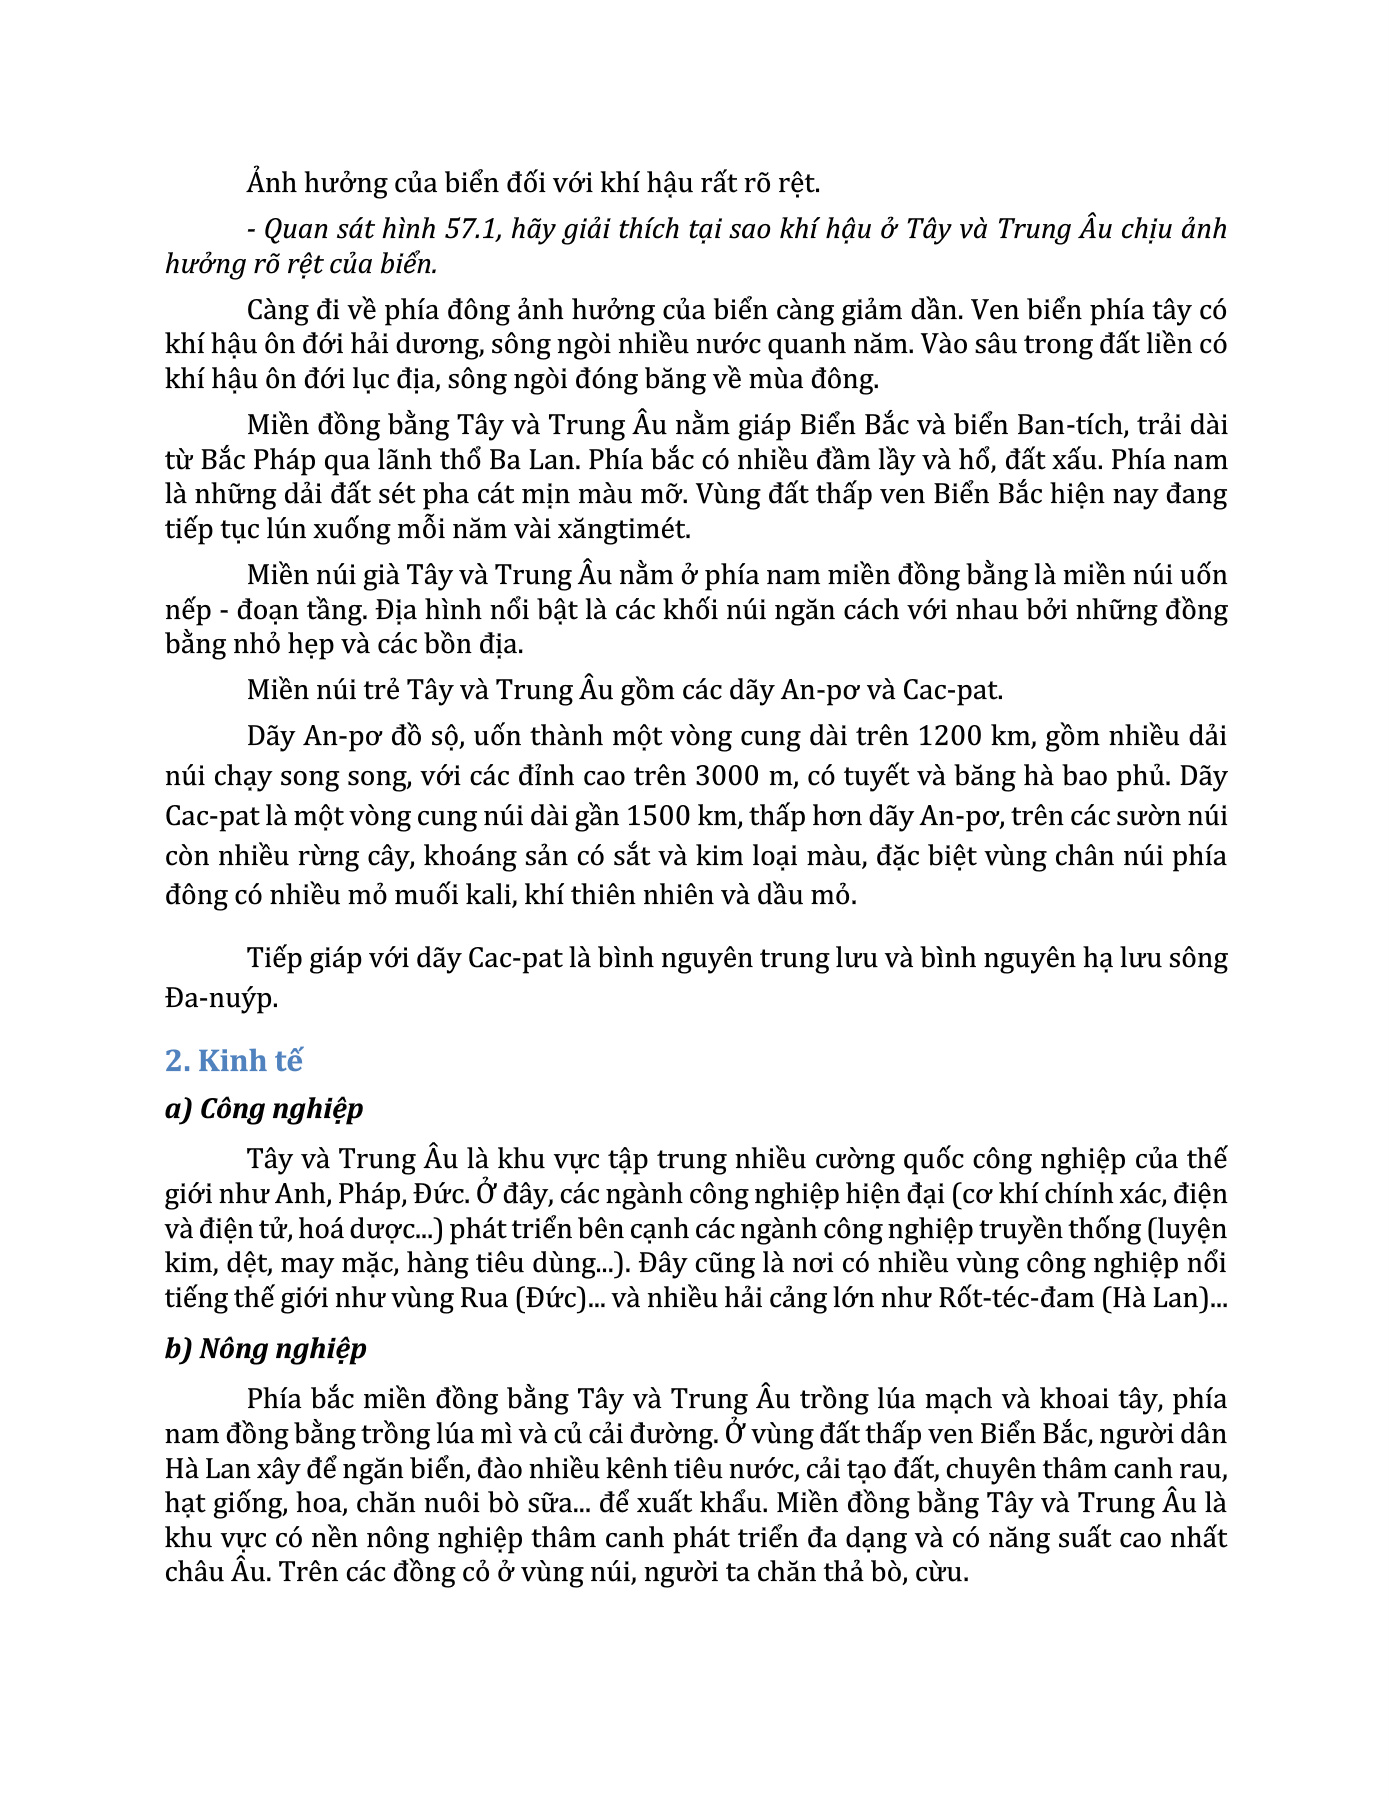 Ảnh hưởng của biển đối với khí hậu rất rõ rệt.
- Quan sát hình 57.1, hãy giải thích tại sao khí hậu ở Tây và Trung Âu chịu ảnh
hưởng rõ rệt của biển.
Càng đi về phía đông ảnh hưởng của biển càng giảm dần. Ven biển phía tây có
khí hậu ôn đới hải dương, sông ngòi nhiều nước quanh năm. Vào sâu trong đất liền có
khí hậu ôn đới lục địa, sông ngòi đóng băng về mùa đông.
Miền đồng bằng Tây và Trung Âu nằm giáp Biển Bắc và biển Ban-tích, trải dài
từ Bắc Pháp qua lãnh thổ Ba Lan. Phía bắc có nhiều đầm lầy và hổ, đất xấu. Phía nam
là những dải đất sét pha cát mịn màu mỡ. Vùng đất thấp ven Biển Bắc hiện nay đang
tiếp tục lún xuống mỗi năm vài xăngtimét.
Miền núi già Tây và Trung Âu nằm ở phía nam miền đồng bằng là miền núi uốn
nếp - đoạn tầng. Địa hình nổi bật là các khối núi ngăn cách với nhau bởi những đồng
bằng nhỏ hẹp và các bồn địa.
Miền núi trẻ Tây và Trung Âu gồm các dãy An-pơ và Cac-pat.
Dãy An-pơ đồ sộ, uốn thành một vòng cung dài trên 1200 km, gồm nhiều dải
núi chạy song song, với các đỉnh cao trên 3000 m, có tuyết và băng hà bao phủ. Dãy
Cac-pat là một vòng cung núi dài gần 1500 km, thấp hơn dãy An-pơ, trên các sườn núi
còn nhiều rừng cây, khoáng sản có sắt và kim loại màu, đặc biệt vùng chân núi phía
đông có nhiều mỏ muối kali, khí thiên nhiên và dầu mỏ.
Tiếp giáp với dãy Cac-pat là bình nguyên trung lưu và bình nguyên hạ lưu sông
Đa-nuýp.
2. Kinh tế
a) Công nghiệp
Tây và Trung Âu là khu vực tập trung nhiều cường quốc công nghiệp của thế
giới như Anh, Pháp, Đức. Ở đây, các ngành công nghiệp hiện đại (cơ khí chính xác, điện
và điện tử, hoá dược...) phát triển bên cạnh các ngành công nghiệp truyền thống (luyện
kim, dệt, may mặc, hàng tiêu dùng...). Đây cũng là nơi có nhiều vùng công nghiệp nổi
tiếng thế giới như vùng Rua (Đức)... và nhiều hải cảng lớn như Rốt-téc-đam (Hà Lan)...
b) Nông nghiệp
Phía bắc miền đồng bằng Tây và Trung Âu trồng lúa mạch và khoai tây, phía
nam đồng bằng trồng lúa mì và củ cải đường. Ở vùng đất thấp ven Biển Bắc, người dân
Hà Lan xây để ngăn biển, đào nhiều kênh tiêu nước, cải tạo đất, chuyên thâm canh rau,
hạt giống, hoa, chăn nuôi bò sữa... để xuất khẩu. Miền đồng bằng Tây và Trung Âu là
khu vực có nền nông nghiệp thâm canh phát triển đa dạng và có năng suất cao nhất
châu Âu. Trên các đồng cỏ ở vùng núi, người ta chăn thả bò, cừu.